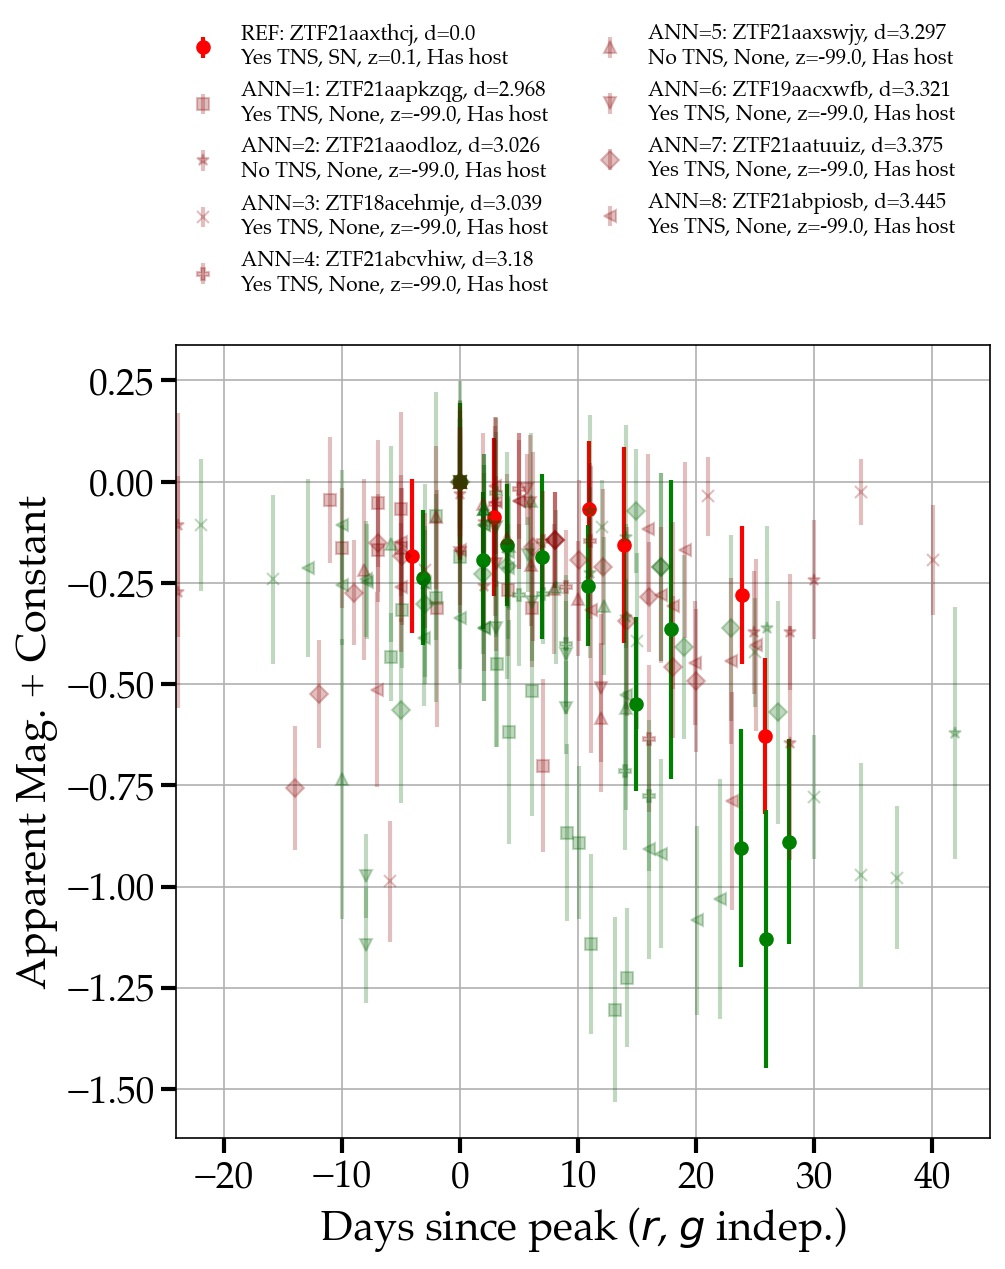 REF: ZTF21aaxthcj, d=0.0
Yes TNS, SN, z=0.1, Has host
ANN=1: ZTF21aapkzqg, d=2.968
Yes TNS, None, z=-99.0, Has host
ANN=2: ZTF21aaodloz, d=3.026
No TNS, None, z=-99.0, Has host
ANN=3: ZTF18acehmje, d=3.039
Yes TNS, None, z=-99.0, Has host
ANN=4: ZTF21abcvhiw, d=3.18
Yes TNS, None, z=-99.0, Has host
ANN=5: ZTF21aaxswjy, d=3.297
No TNS, None, z=-99.0, Has host
ANN=6: ZTF19aacxwfb, d=3.321
Yes TNS, None, z=-99.0, Has host
ANN=7: ZTF21aatuuiz, d=3.375
Yes TNS, None, z=-99.0, Has host
ANN=8: ZTF21abpiosb, d=3.445
Yes TNS, None, z=-99.0, Has host
Apparent Mag. + Constant
0.25
0.00
−0.25
−0.50
−0.75
−1.00
−1.25
−1.50
−20 −10 0 10 20 30 40
Days since peak (r, g indep.)